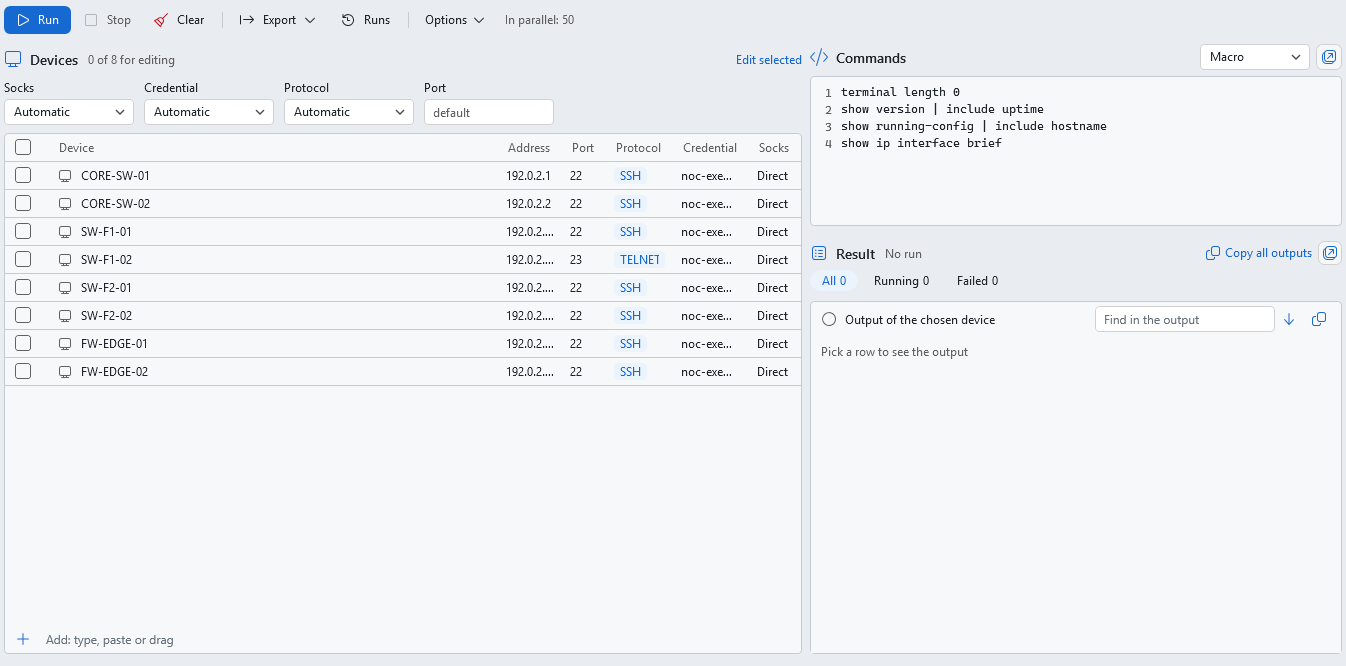 Run Stop Clear Export Runs Options In parallel: 50
Devices 0 of 8 for editing Edit selected
Socks Credential Protocol Port
Automatic Automatic Automatic default
Device Address Port Protocol Credential Socks
CORE-SW-01 192.0.2.1 22 SSH noc-exe... Direct
CORE-SW-02 192.0.2.2 22 SSH noc-exe... Direct
SW-F1-01 192.0.2.... 22 SSH noc-exe... Direct
SW-F1-02 192.0.2.... 23 TELNET noc-exe... Direct
SW-F2-01 192.0.2.... 22 SSH noc-exe... Direct
SW-F2-02 192.0.2.... 22 SSH noc-exe... Direct
FW-EDGE-01 192.0.2.... 22 SSH noc-exe... Direct
FW-EDGE-02 192.0.2.... 22 SSH noc-exe... Direct
Add: type, paste or drag
Commands Macro
1 terminal length 0
2 show version | include uptime
3 show running-config | include hostname
4 show ip interface brief
Result No run Copy all outputs
All 0 Running 0 Failed 0
Output of the chosen device Find in the output
Pick a row to see the output